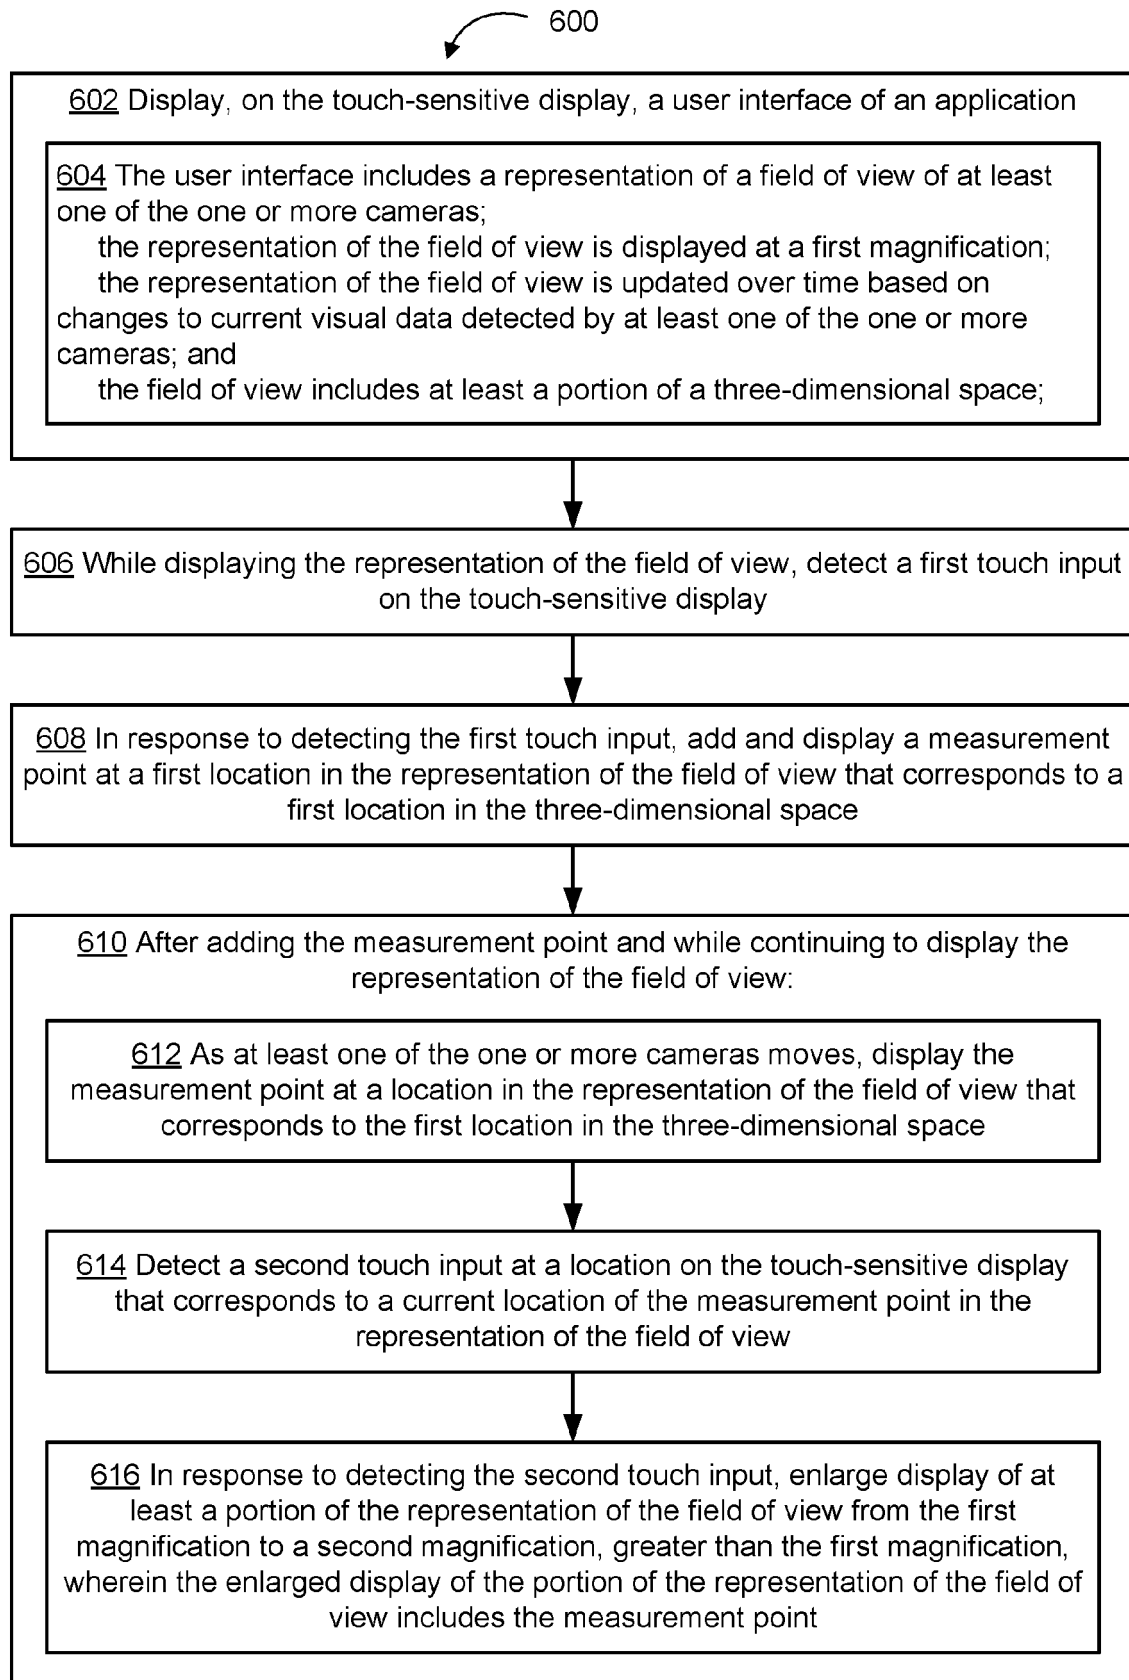 600
602 Display, on the touch-sensitive display, a user interface of an application
604 The user interface includes a representation of a field of view of at least
one of the one or more cameras;
the representation of the field of view is displayed at a first magnification;
the representation of the field of view is updated over time based on
changes to current visual data detected by at least one of the one or more
cameras; and
the field of view includes at least a portion of a three-dimensional space;
606 While displaying the representation of the field of view, detect a first touch input
on the touch-sensitive display
608 In response to detecting the first touch input, add and display a measurement
point at a first location in the representation of the field of view that corresponds to a
first location in the three-dimensional space
610 After adding the measurement point and while continuing to display the
representation of the field of view:
612 As at least one of the one or more cameras moves, display the
measurement point at a location in the representation of the field of view that
corresponds to the first location in the three-dimensional space
614 Detect a second touch input at a location on the touch-sensitive display
that corresponds to a current location of the measurement point in the
representation of the field of view
616 In response to detecting the second touch input, enlarge display of at
least a portion of the representation of the field of view from the first
magnification to a second magnification, greater than the first magnification,
wherein the enlarged display of the portion of the representation of the field of
view includes the measurement point